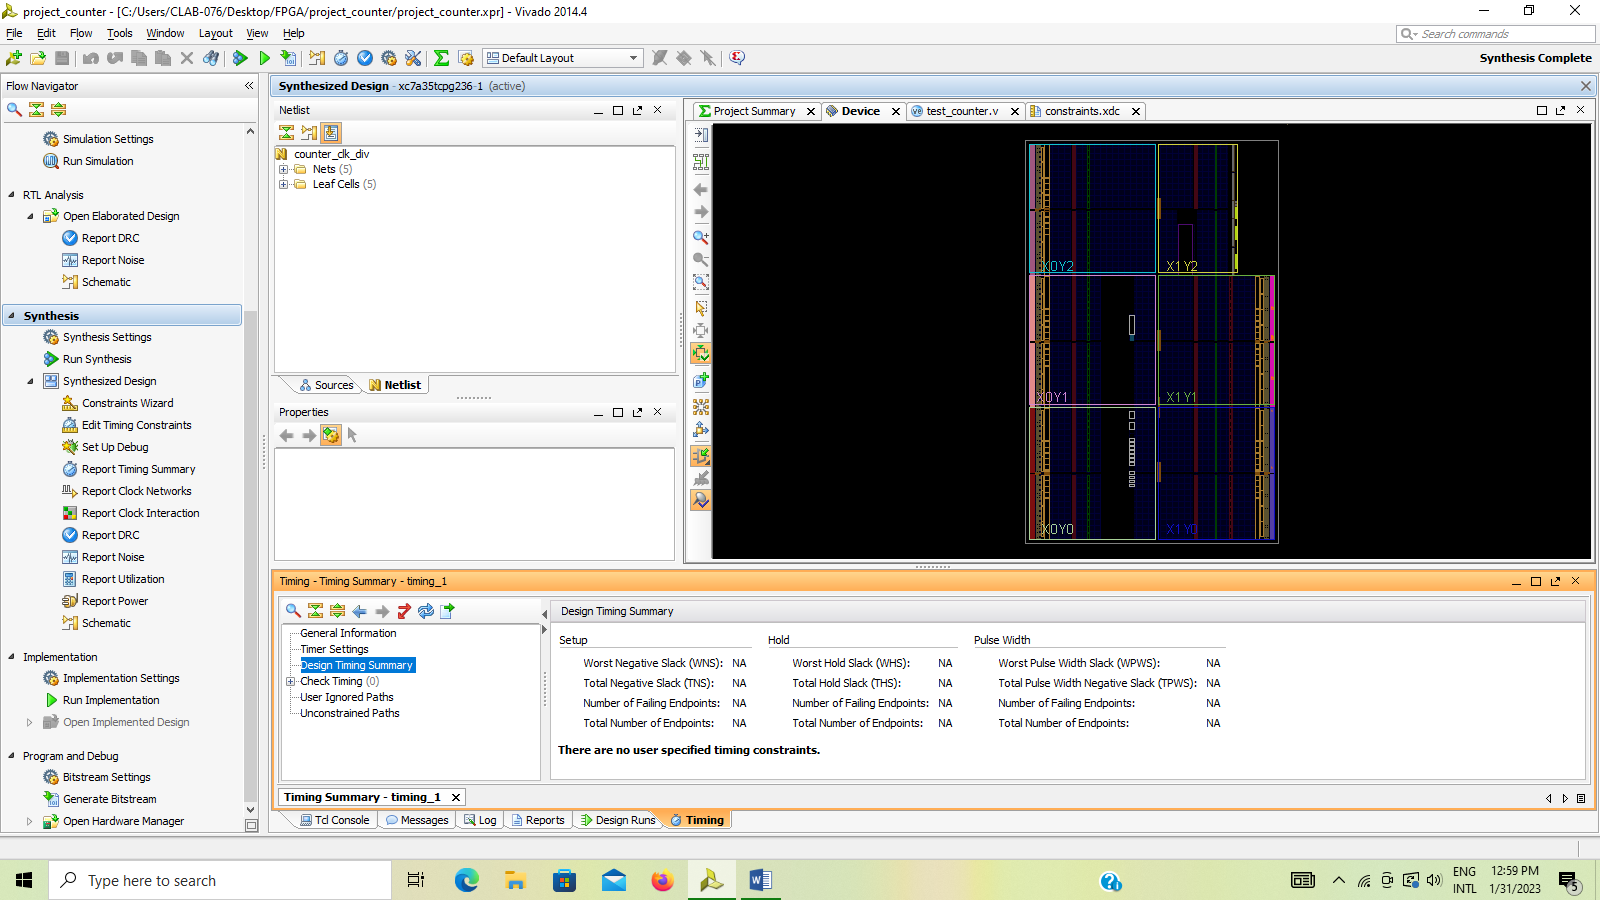 project_counter - [C:/Users/CLAB-076/Desktop/FPGA/project_counter/project_counter.xpr] - Vivado 2014.4
File Edit Flow Tools Window Layout View Help
Search commands
Default Layout
Synthesis Complete
Flow Navigator
Simulation Settings
Run Simulation
RTL Analysis
Open Elaborated Design
Report DRC
Report Noise
Schematic
Synthesis
Synthesis Settings
Run Synthesis
Synthesized Design
Constraints Wizard
Edit Timing Constraints
Set Up Debug
Report Timing Summary
Report Clock Networks
Report Clock Interaction
Report DRC
Report Noise
Report Utilization
Report Power
Schematic
Implementation
Implementation Settings
Run Implementation
Open Implemented Design
Program and Debug
Bitstream Settings
Generate Bitstream
Open Hardware Manager
Synthesized Design - xc7a35tcpg236-1 (active)
Netlist
counter_clk_div
Nets (5)
Leaf Cells (5)
Sources Netlist
Properties
Project Summary Device test_counter.v constraints.xdc
X0Y2 X1Y2
X0Y1 X1Y1
X0Y0 X1Y0
Timing - Timing Summary - timing_1
General Information
Timer Settings
Design Timing Summary
Check Timing (0)
User Ignored Paths
Unconstrained Paths
Design Timing Summary
Setup Hold Pulse Width
Worst Negative Slack (WNS): NA Worst Hold Slack (WHS): NA Worst Pulse Width Slack (WPWS): NA
Total Negative Slack (TNS): NA Total Hold Slack (THS): NA Total Pulse Width Negative Slack (TPWS): NA
Number of Failing Endpoints: NA Number of Failing Endpoints: NA Number of Failing Endpoints: NA
Total Number of Endpoints: NA Total Number of Endpoints: NA Total Number of Endpoints: NA
There are no user specified timing constraints.
Timing Summary - timing_1
Tcl Console Messages Log Reports Design Runs Timing
Type here to search
ENG
INTL
12:59 PM
1/31/2023
5